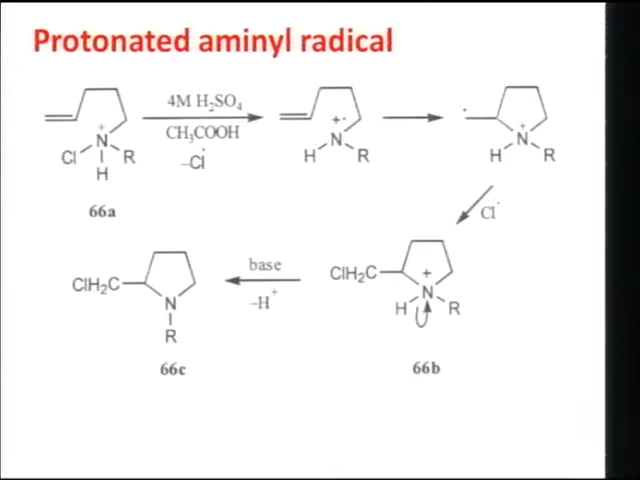 Protonated aminyl radical
4M H₂SO₄
CH₃COOH
–Cl˙
Cl N⁺ R
H
66a
+·
H N R
·
+
H N R
Cl˙
ClH₂C
+
H N R
66b
base
–H⁺
ClH₂C
N
R
66c